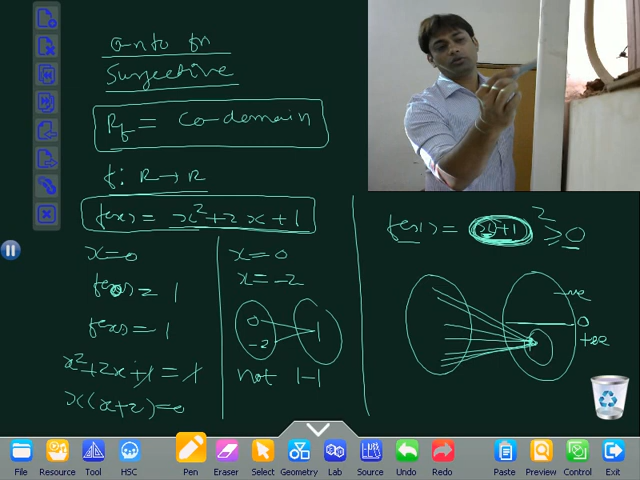 onto fn
Surjective
Rf = co-domain
f: R → R
f(x) = x² + 2x + 1
x = 0
f(0) = 1
f(x) = 1
x² + 2x + 1 = 1
x(x+2) = 0
x = 0
x = -2
0
-2
1
not 1-1
f(x) = (x+1)² ≥ 0
-ve
0
+ve
File
Resource
Tool
HSC
Pen
Eraser
Select
Geometry
Lab
Source
Undo
Redo
Paste
Preview
Control
Exit